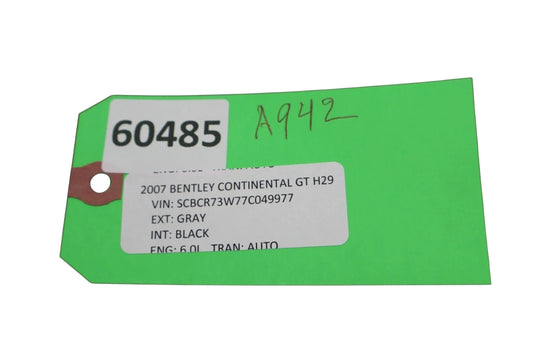 60485
A942
2007 BENTLEY CONTINENTAL GT H29
VIN: SCBCR73W77C049977
EXT: GRAY
INT: BLACK
ENG: 6.0L TRAN: AUTO